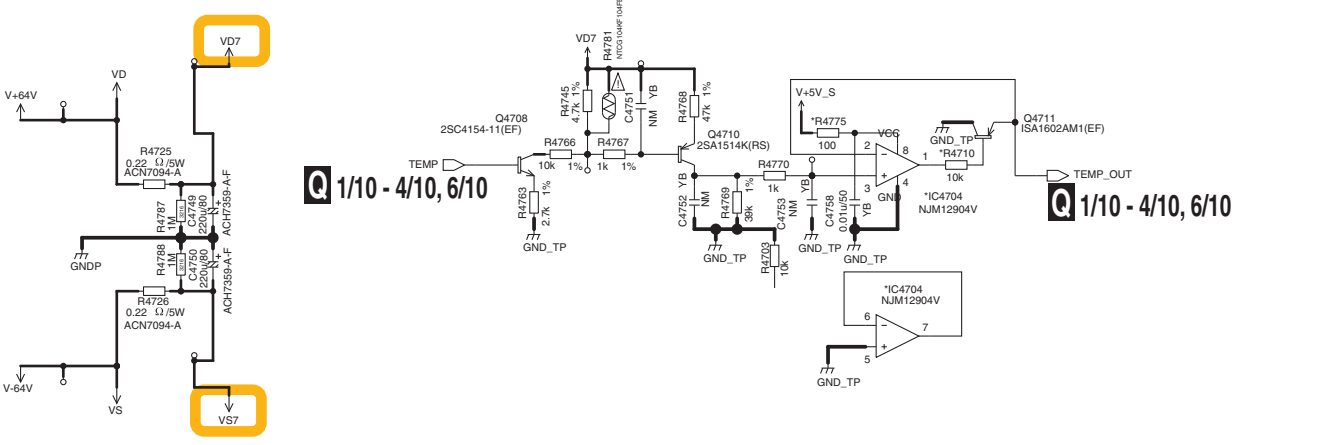 VD7
VD
V+64V
R4725
0.22 Ω/5W
ACN7094-A
R4787
1M
3216
C4749
220u/80
ACH7359-A-F
+
GNDP
R4788
1M
3216
C4750
220u/80
ACH7359-A-F
+
R4726
0.22 Ω/5W
ACN7094-A
V-64V
VS
VS7
Q 1/10 - 4/10, 6/10
TEMP
Q4708
2SC4154-11(EF)
R4763
2.7k 1%
GND_TP
R4766
10k 1%
VD7
R4745
4.7k 1%
R4781
NTCG104KF104FB
R4767
1k 1%
C4751
NM YB
R4768
47k 1%
Q4710
2SA1514K(RS)
C4752 YB
NM
R4769
39k 1%
GND_TP
R4770
1k
R4703
10k
C4753 YB
NM
GND_TP
V+5V_S
*R4775
100
C4758
0.01u/50
YB
GND_TP
VCC
2
8
1
3
4
−
+
GND
*IC4704
NJM12904V
GND_TP
*R4710
10k
Q4711
ISA1602AM1(EF)
TEMP_OUT
Q 1/10 - 4/10, 6/10
*IC4704
NJM12904V
6
−
7
+
5
GND_TP